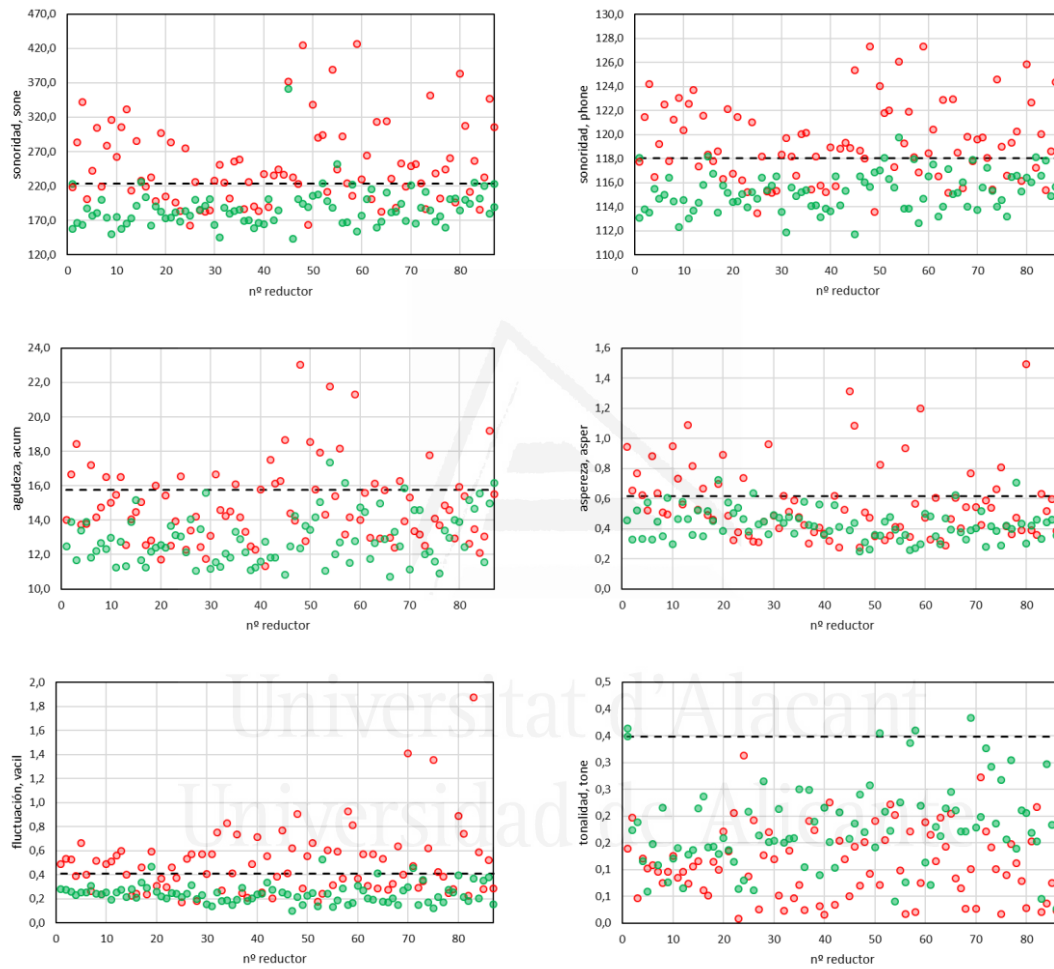 470,0
420,0
370,0
320,0
270,0
220,0
170,0
120,0
sonoridad, sone
0 10 20 30 40 50 60 70 80
nº reductor
130,0
128,0
126,0
124,0
122,0
120,0
118,0
116,0
114,0
112,0
110,0
sonoridad, phone
0 10 20 30 40 50 60 70 80
nº reductor
24,0
22,0
20,0
18,0
16,0
14,0
12,0
10,0
agudeza, acum
0 10 20 30 40 50 60 70 80
nº reductor
1,6
1,4
1,2
1,0
0,8
0,6
0,4
0,2
0,0
aspereza, asper
0 10 20 30 40 50 60 70 80
nº reductor
2,0
1,8
1,6
1,4
1,2
1,0
0,8
0,6
0,4
0,2
0,0
fluctuación, vacil
0 10 20 30 40 50 60 70 80
nº reductor
0,5
0,4
0,4
0,3
0,3
0,2
0,2
0,1
0,1
0,0
tonalidad, tone
0 10 20 30 40 50 60 70 80
nº reductor
Universitat d'Alacant
Universidad de Alicante